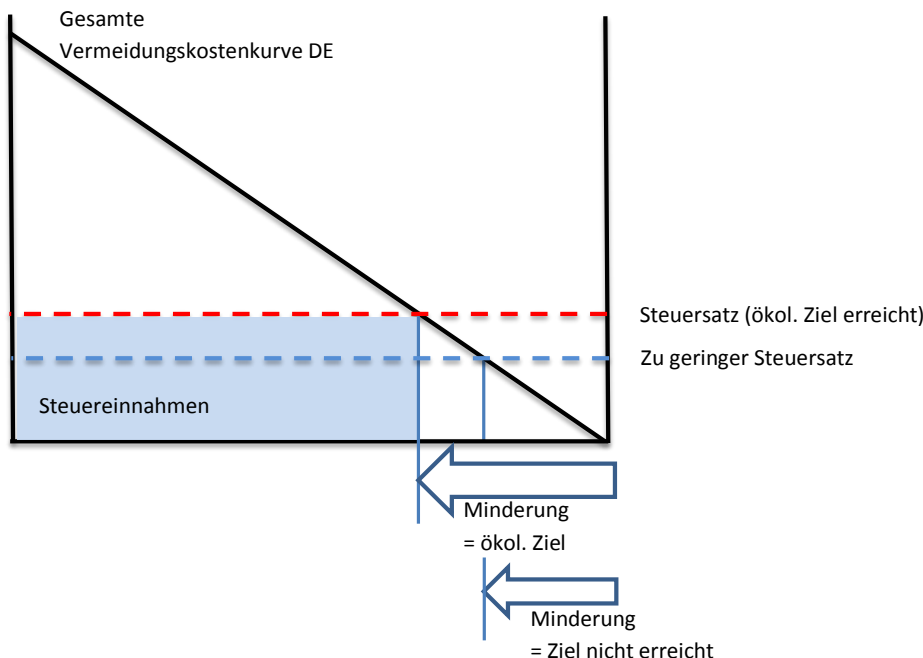 Gesamte
Vermeidungskostenkurve DE
Steuersatz (ökol. Ziel erreicht)
Zu geringer Steuersatz
Steuereinnahmen
Minderung
= ökol. Ziel
Minderung
= Ziel nicht erreicht